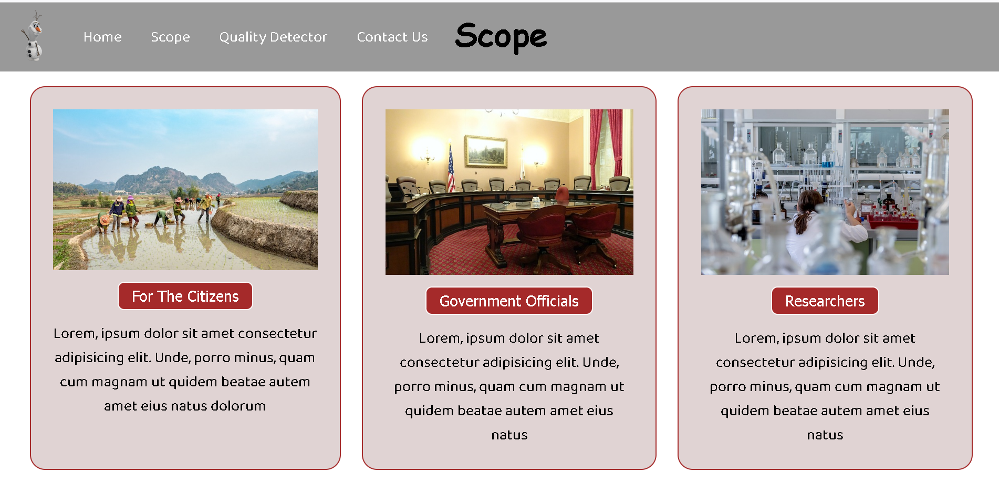 Home
Scope
Quality Detector
Contact Us
Scope
For The Citizens
Lorem, ipsum dolor sit amet consectetur
adipisicing elit. Unde, porro minus, quam
cum magnam ut quidem beatae autem
amet eius natus dolorum
Government Officials
Lorem, ipsum dolor sit amet
consectetur adipisicing elit. Unde,
porro minus, quam cum magnam ut
quidem beatae autem amet eius
natus
Researchers
Lorem, ipsum dolor sit amet
consectetur adipisicing elit. Unde,
porro minus, quam cum magnam ut
quidem beatae autem amet eius
natus